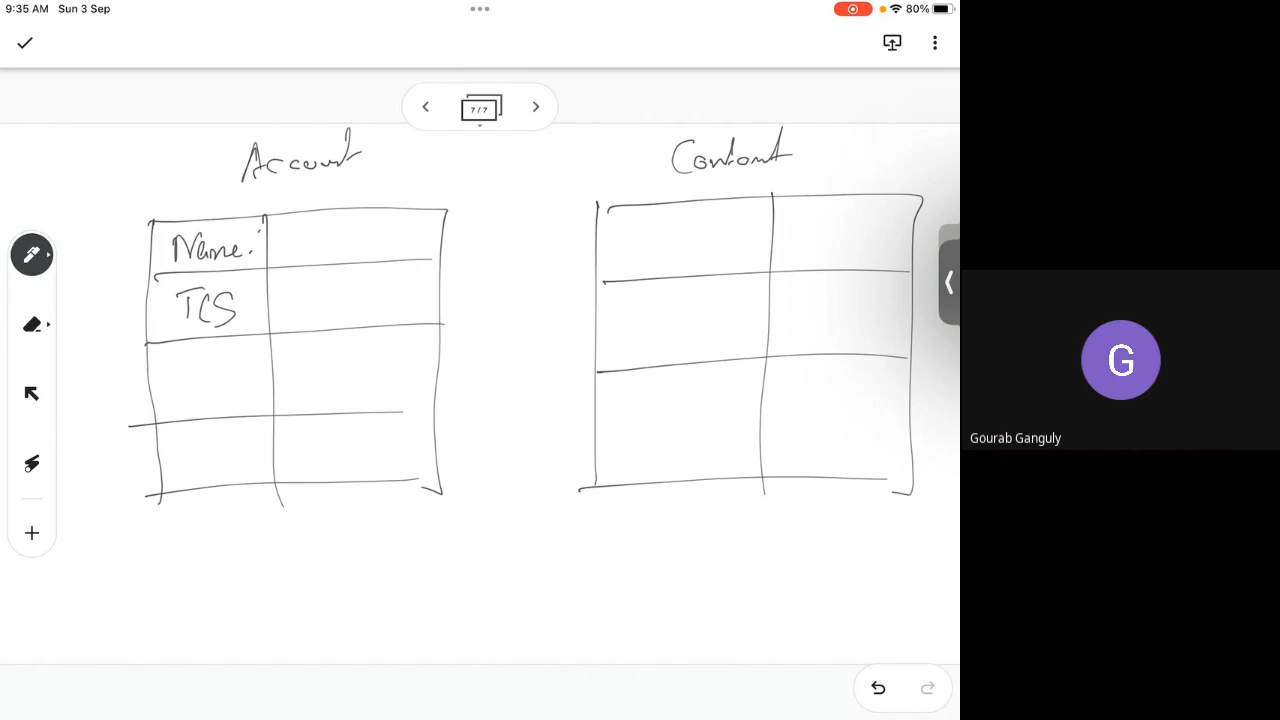 9:35 AM Sun 3 Sep
80%
7/7
Account
Contact
Name:
TCS
G
Gourab Ganguly